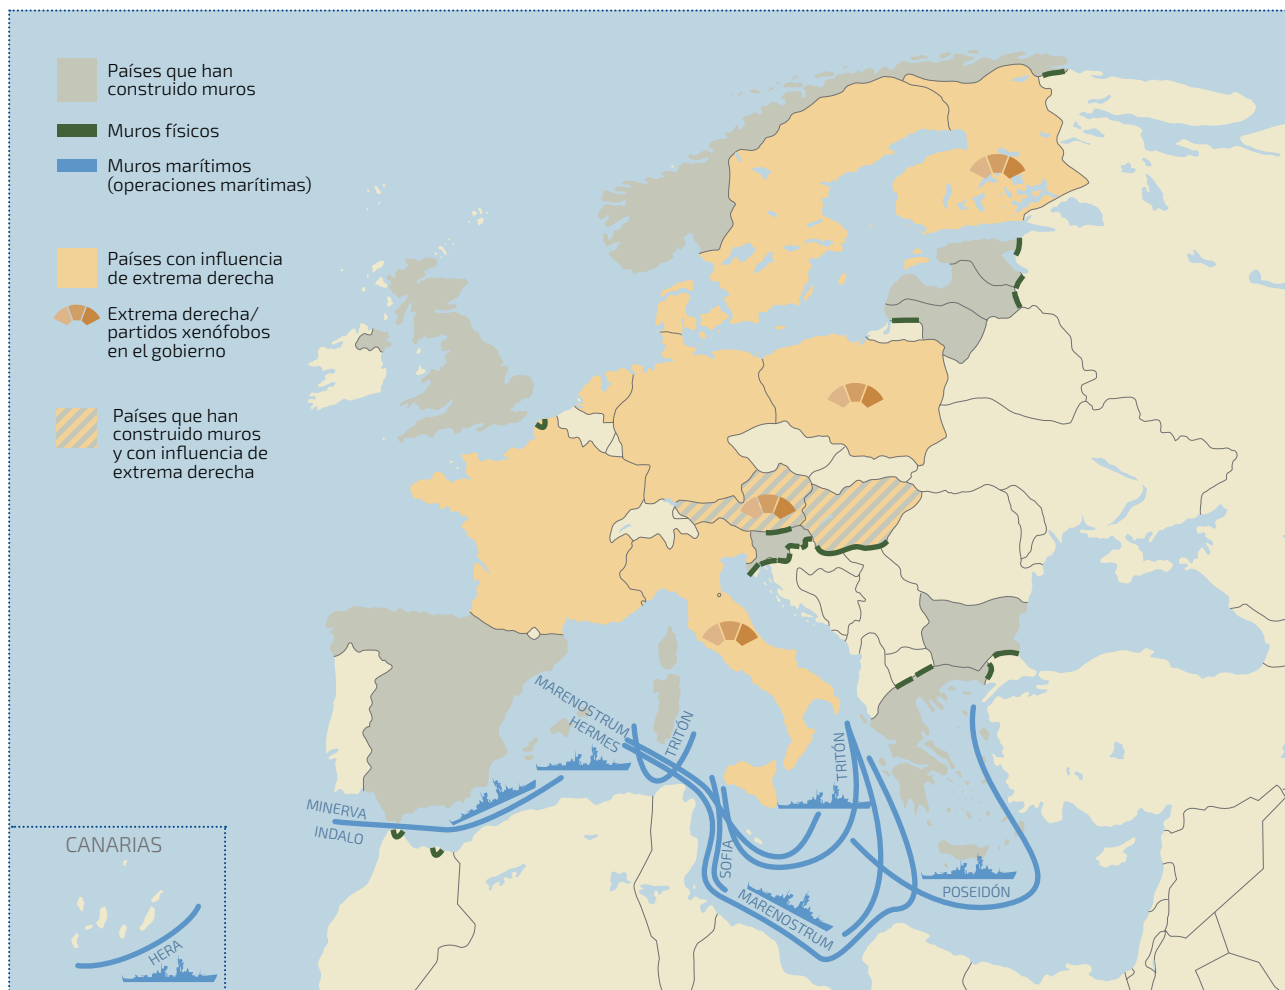 Países que han
construido muros
Muros físicos
Muros marítimos
(operaciones marítimas)
Países con influencia
de extrema derecha
Extrema derecha/
partidos xenófobos
en el gobierno
Países que han
construido muros
y con influencia de
extrema derecha
MARENOSTRUM
HERMES
TRITÓN
TRITÓN
MINERVA
INDALO
SOFIA
MARENOSTRUM
POSEIDÓN
CANARIAS
HERA